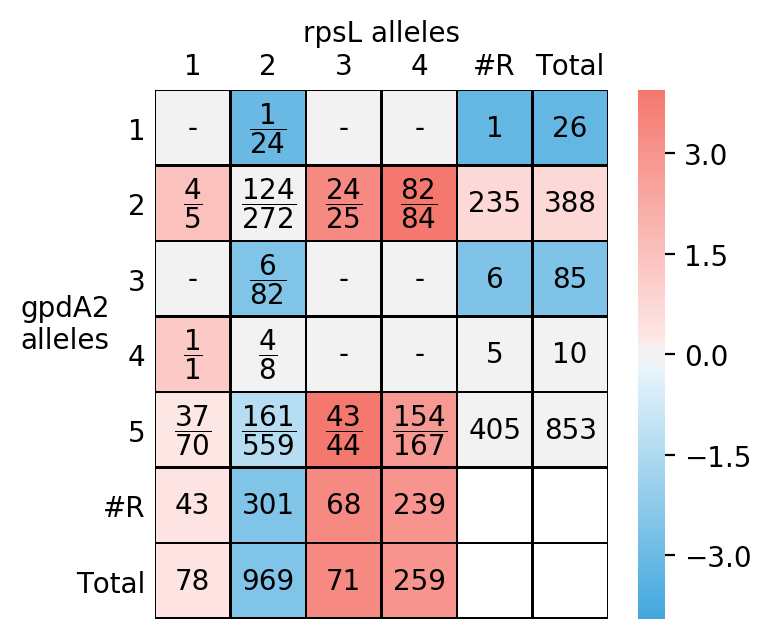 rpsL alleles
1 2 3 4 #R Total
1 - 1/24 - - 1 26
2 4/5 124/272 24/25 82/84 235 388
3 - 6/82 - - 6 85
gpdA2
alleles
4 1/1 4/8 - - 5 10
5 37/70 161/559 43/44 154/167 405 853
#R 43 301 68 239
Total 78 969 71 259
3.0
1.5
0.0
−1.5
−3.0